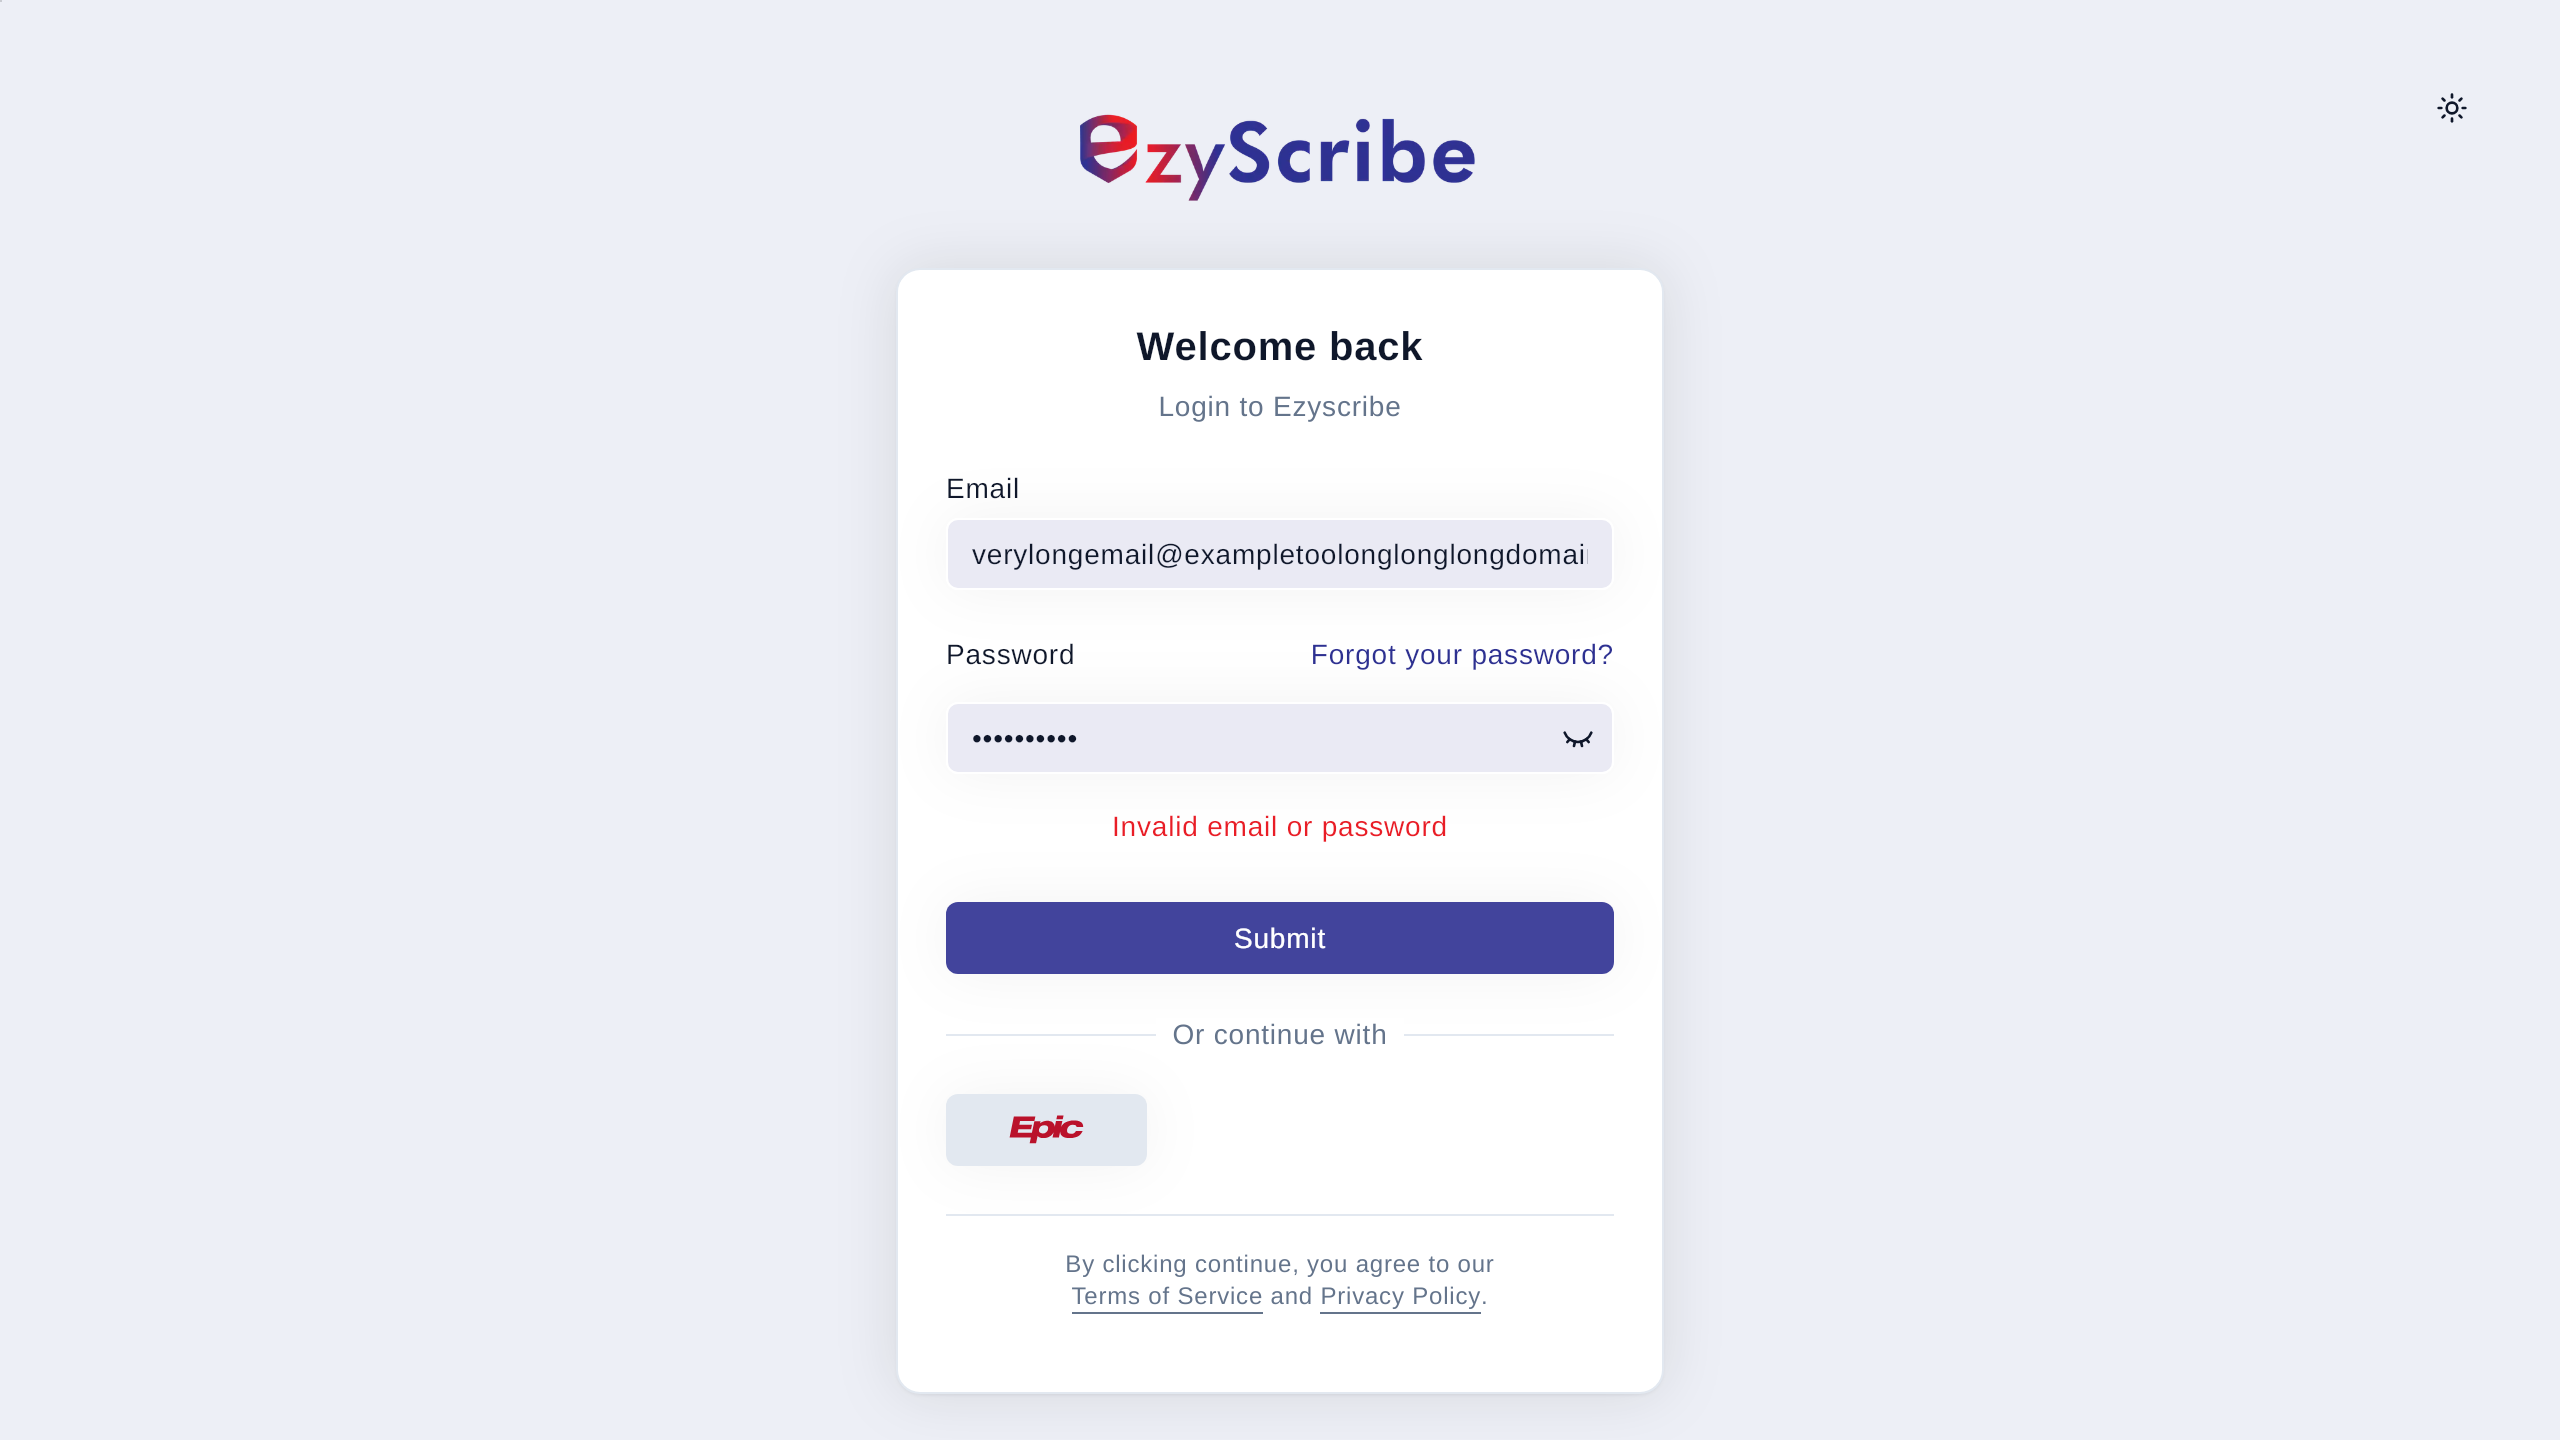 ezyScribe
Welcome back
Login to Ezyscribe
Email
verylongemail@exampletoolonglonglongdomain
Password
Forgot your password?
••••••••••
Invalid email or password
Submit
Or continue with
Epic
By clicking continue, you agree to our
Terms of Service and Privacy Policy.